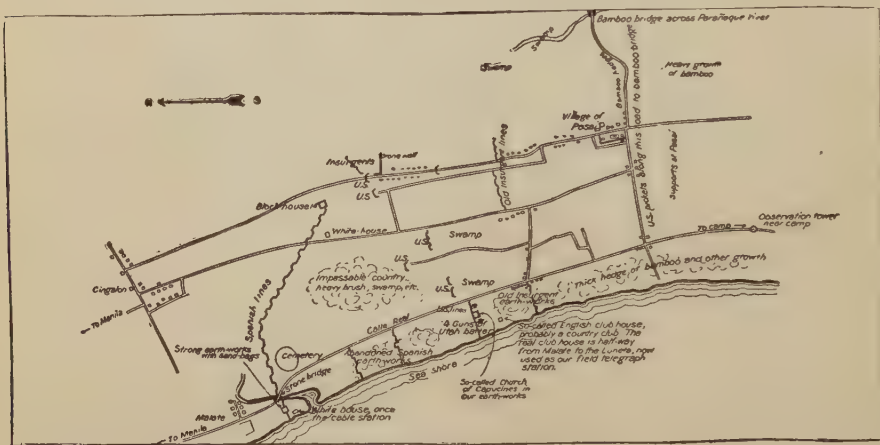 Bamboo bridge across Parañaque river
Swamp
Swamp
Heavy growth
of bamboo
Bamboo hedge
N
S
Village of
Pasai
Insurgents
Stone wall
U.S.
U.S.
Old insurgent lines
U.S. pickets along this road to bamboo bridge
Supports at Pasai
Blockhouse
White house
U.S.
Swamp
To camp
Observation tower
near camp
U.S.
Impassable country
heavy brush, swamp, etc.
U.S.
Swamp
Thick hedge of bamboo and other growth
Cingalon
To Manila
Spanish lines
Old Insurgent
earth-works
Calle Real
4 Guns of
Utah battery
Strong earth-works
with sand-bags
Cemetery
Abandoned Spanish
earth-works
So-called English club house,
probably a country club. The
real club house is half-way
from Malate to the Luneta, now
used as our field telegraph
station.
Sea shore
Stone bridge
So-called Church
of Capucines in
our earth-works
Malate
White house, once
the cable station
To Manila